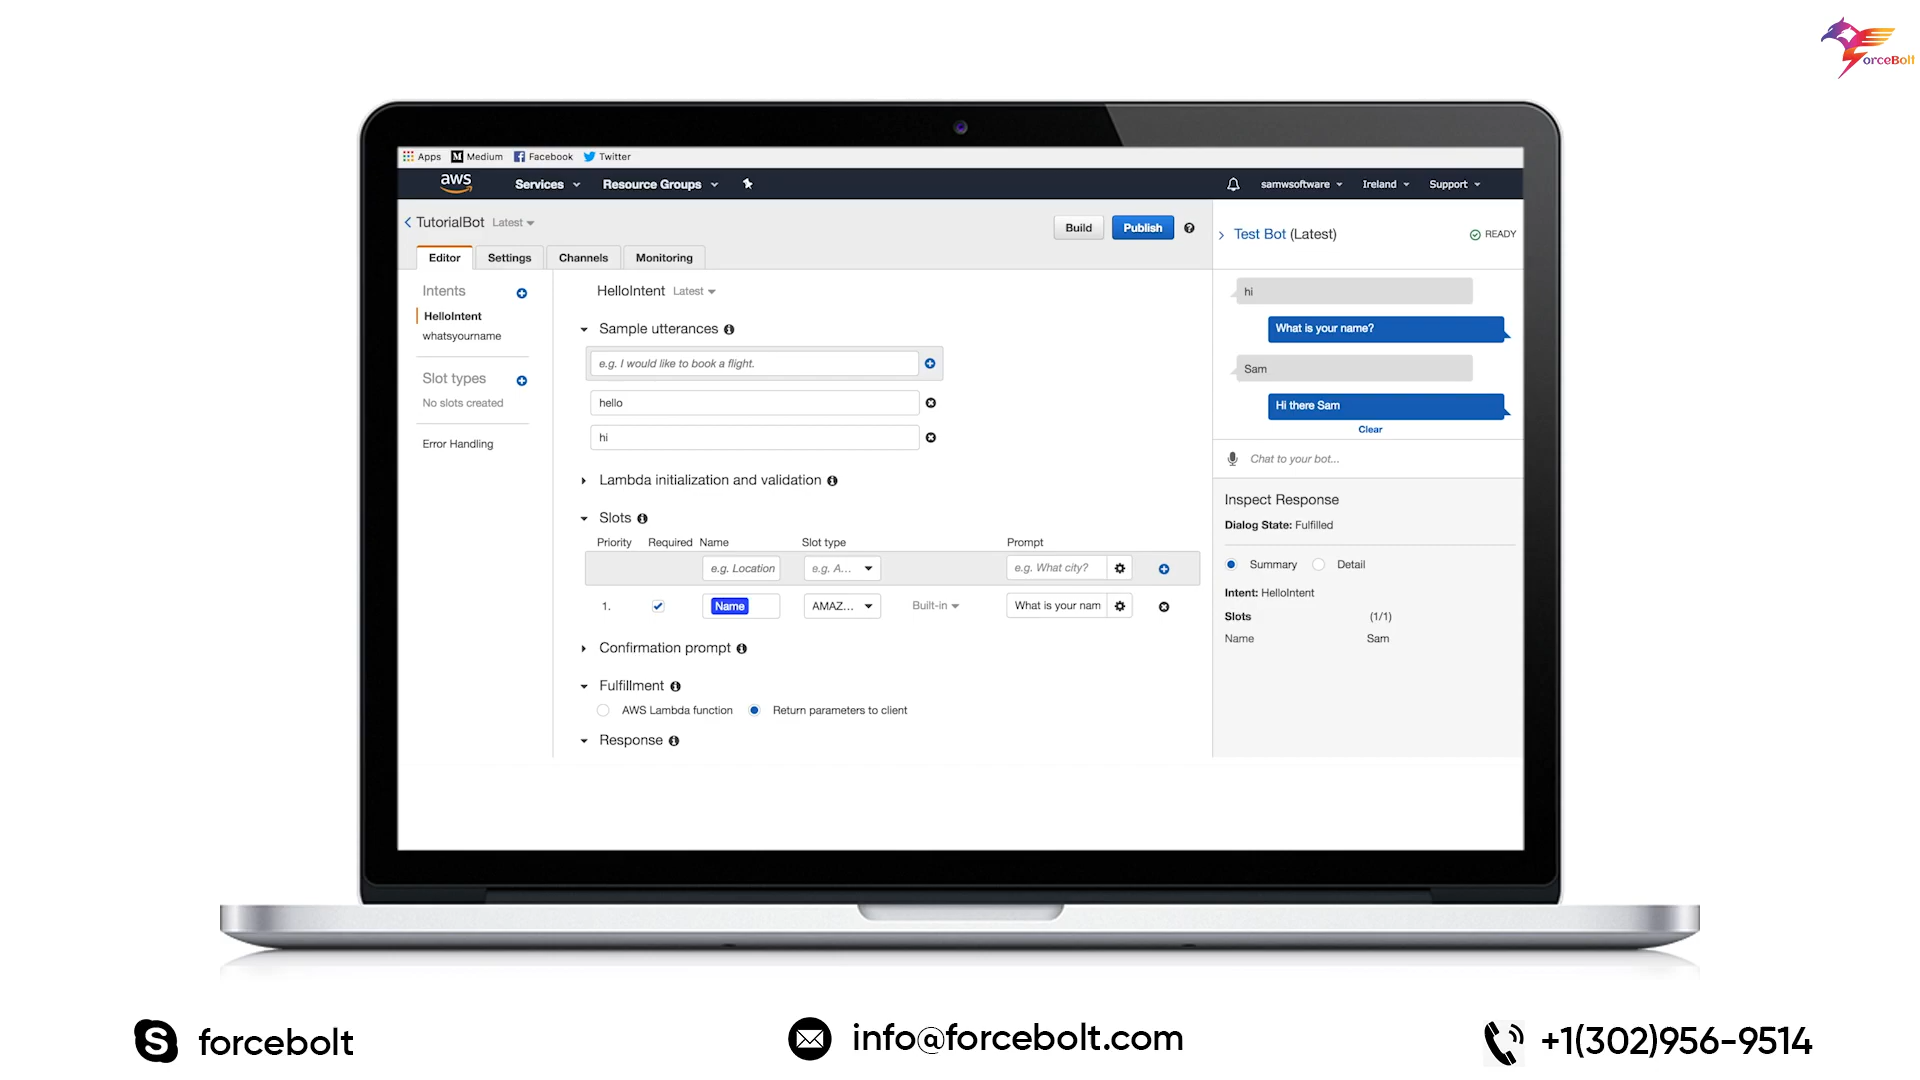 orceBolt
Apps Medium Facebook Twitter
aws Services Resource Groups samwsoftware Ireland Support
TutorialBot Latest
Build Publish
Test Bot (Latest) READY
Editor Settings Channels Monitoring
Intents
HelloIntent
whatsyourname
Slot types
No slots created
Error Handling
HelloIntent Latest
Sample utterances
e.g. I would like to book a flight.
hello
hi
Lambda initialization and validation
Slots
Priority Required Name Slot type Prompt
e.g. Location e.g. A... e.g. What city?
1. Name AMAZ... Built-in What is your nam
Confirmation prompt
Fulfillment
AWS Lambda function Return parameters to client
Response
hi
What is your name?
Sam
Hi there Sam
Clear
Chat to your bot...
Inspect Response
Dialog State: Fulfilled
Summary Detail
Intent: HelloIntent
Slots (1/1)
Name Sam
forcebolt
info@forcebolt.com
+1(302)956-9514